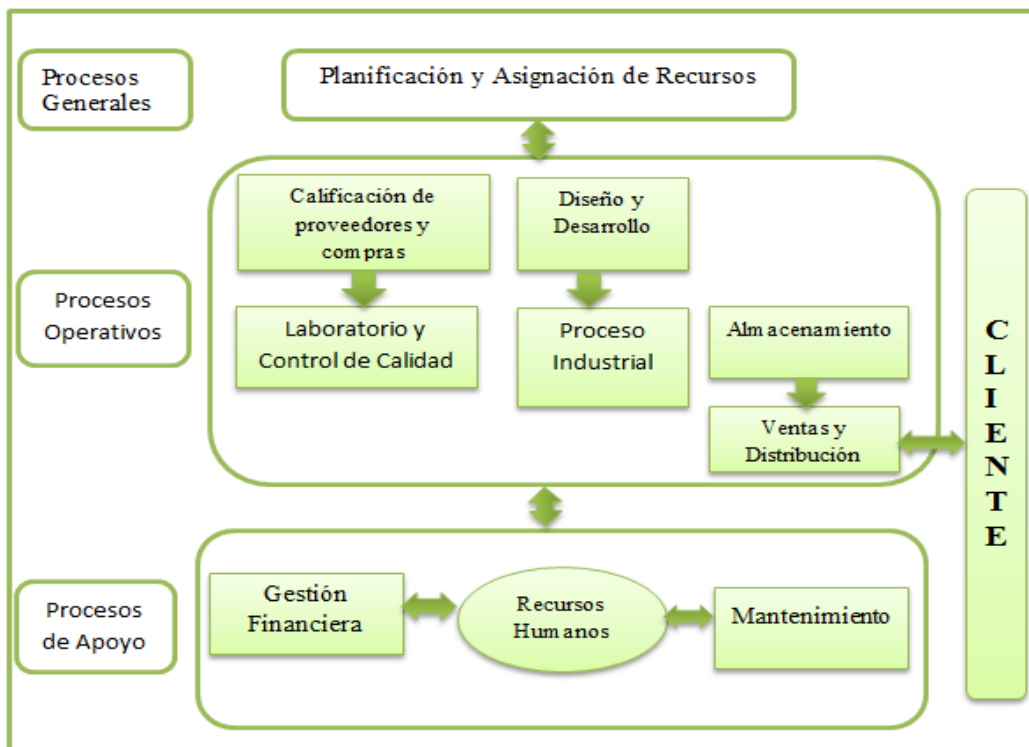 Procesos
Generales
Planificación y Asignación de Recursos
Calificación de
proveedores y
compras
Diseño y
Desarrollo
Procesos
Operativos
Laboratorio y
Control de Calidad
Proceso
Industrial
Almacenamiento
Ventas y
Distribución
C
L
I
E
N
T
E
Procesos
de Apoyo
Gestión
Financiera
Recursos
Humanos
Mantenimiento